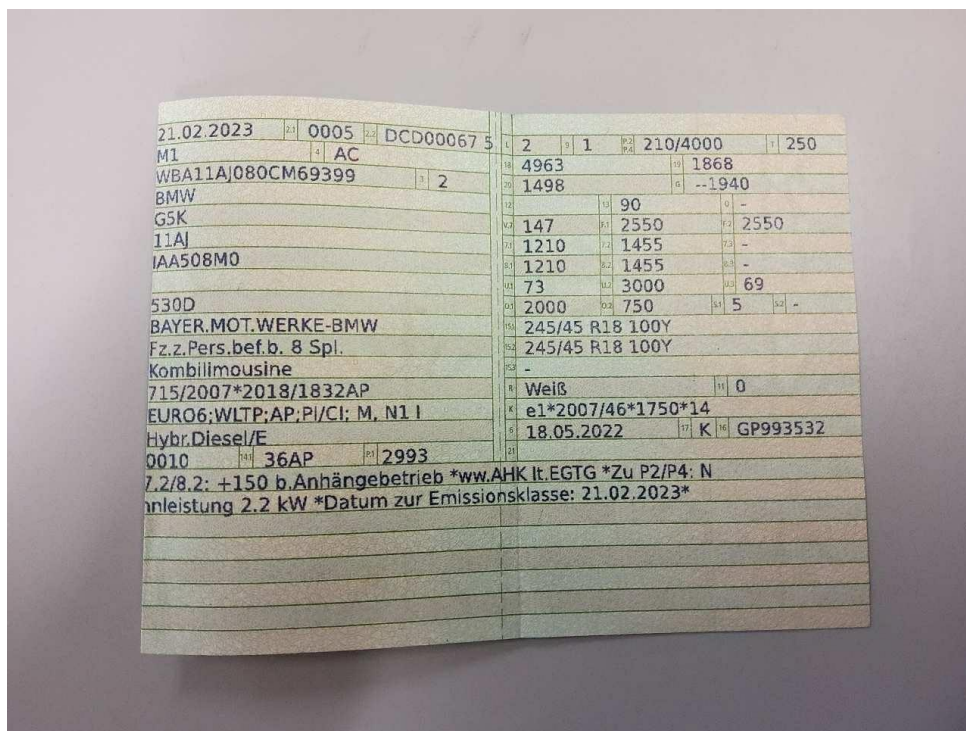 21.02.2023 2.1 0005 2.2 DCD00067 5
M1 4 AC
WBA11AJ080CM69399 3 2
BMW
G5K
11AJ
IAA508M0
530D
BAYER.MOT.WERKE-BMW
Fz.z.Pers.bef.b. 8 Spl.
Kombilimousine
715/2007*2018/1832AP
EURO6;WLTP;AP;PI/CI; M, N1 I
Hybr.Diesel/E
0010 14.1 36AP P.1 2993
L 2 9 1 P.2 P.4 210/4000 T 250
18 4963 19 1868
20 1498 G --1940
12 13 90 Q -
V.7 147 F.1 2550 F.2 2550
7.1 1210 7.2 1455 7.3 -
8.1 1210 8.2 1455 8.3 -
U.1 73 U.2 3000 U.3 69
O.1 2000 O.2 750 S.1 5 S.2 -
15.1 245/45 R18 100Y
15.2 245/45 R18 100Y
15.3 -
R Weiß 11 0
K e1*2007/46*1750*14
6 18.05.2022 17 K 16 GP993532
21
7.2/8.2: +150 b.Anhängebetrieb *ww.AHK lt.EGTG *Zu P2/P4: N
nnleistung 2.2 kW *Datum zur Emissionsklasse: 21.02.2023*